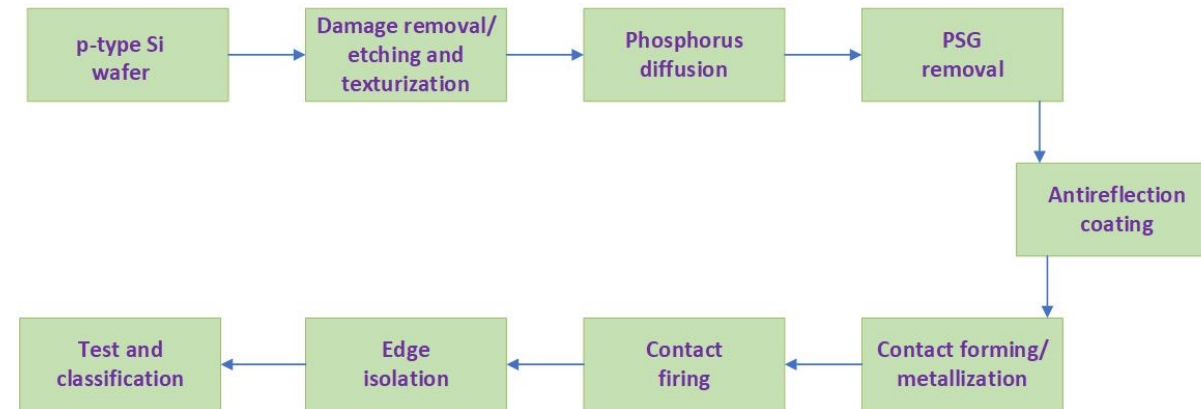 p-type Si
wafer
Damage removal/
etching and
texturization
Phosphorus
diffusion
PSG
removal
Antireflection
coating
Contact forming/
metallization
Contact
firing
Edge
isolation
Test and
classification